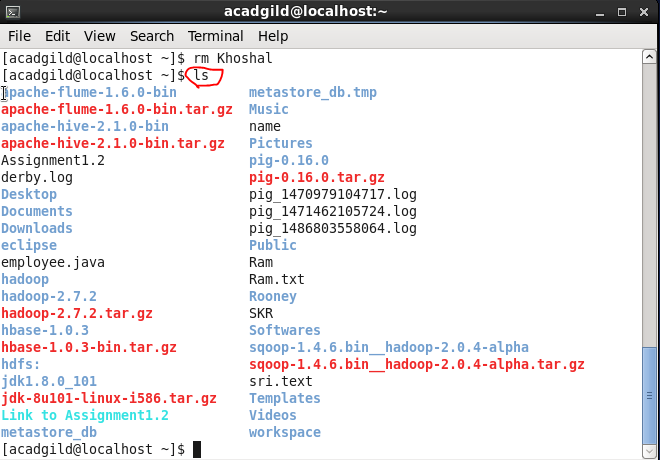 acadgild@localhost:~
File Edit View Search Terminal Help
[acadgild@localhost ~]$ rm Khoshal
[acadgild@localhost ~]$ ls
apache-flume-1.6.0-bin metastore_db.tmp
apache-flume-1.6.0-bin.tar.gz Music
apache-hive-2.1.0-bin name
apache-hive-2.1.0-bin.tar.gz Pictures
Assignment1.2 pig-0.16.0
derby.log pig-0.16.0.tar.gz
Desktop pig_1470979104717.log
Documents pig_1471462105724.log
Downloads pig_1486803558064.log
eclipse Public
employee.java Ram
hadoop Ram.txt
hadoop-2.7.2 Rooney
hadoop-2.7.2.tar.gz SKR
hbase-1.0.3 Softwares
hbase-1.0.3-bin.tar.gz sqoop-1.4.6.bin__hadoop-2.0.4-alpha
hdfs: sqoop-1.4.6.bin__hadoop-2.0.4-alpha.tar.gz
jdk1.8.0_101 sri.text
jdk-8u101-linux-i586.tar.gz Templates
Link to Assignment1.2 Videos
metastore_db workspace
[acadgild@localhost ~]$